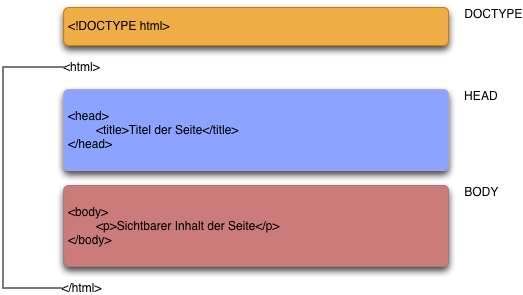 DOCTYPE
<!DOCTYPE html>
<html>
HEAD
<head>
<title>Titel der Seite</title>
</head>
BODY
<body>
<p>Sichtbarer Inhalt der Seite</p>
</body>
</html>